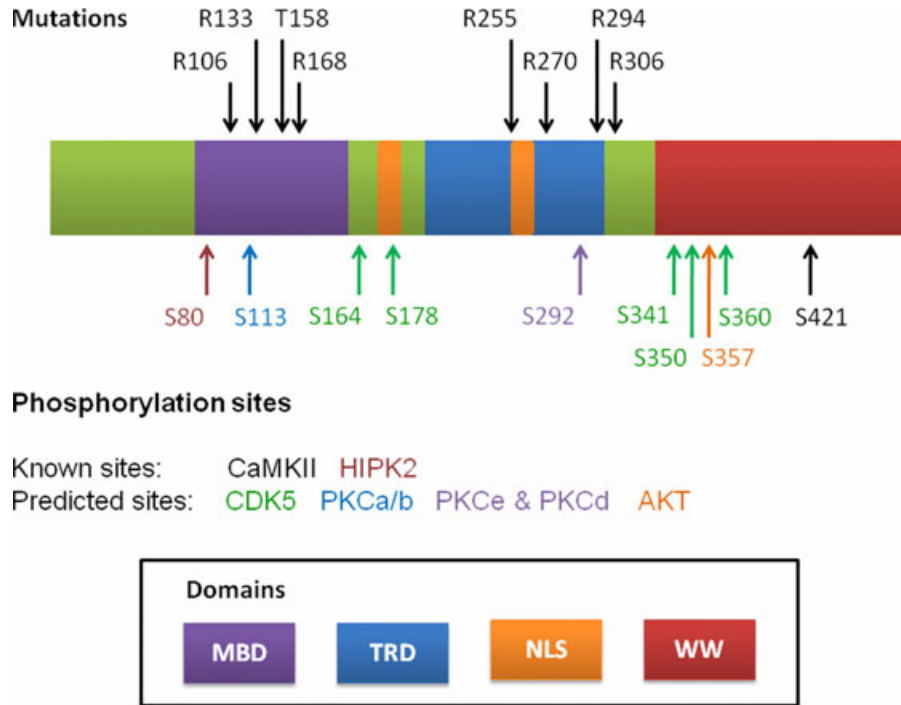 Mutations
R133 T158 R255 R294
R106 R168 R270 R306
S80 S113 S164 S178 S292 S341 S360 S421
S350 S357
Phosphorylation sites
Known sites: CaMKII HIPK2
Predicted sites: CDK5 PKCa/b PKCe & PKCd AKT
Domains
MBD TRD NLS WW